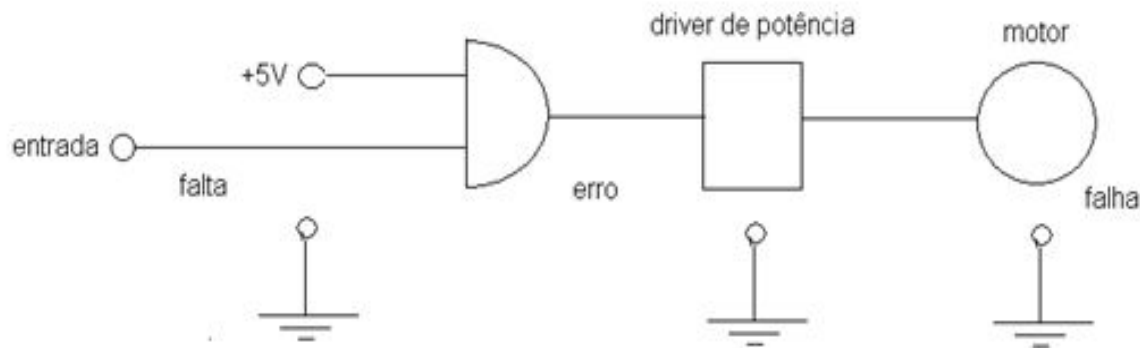 driver de potência
motor
+5V
entrada
falta
erro
falha